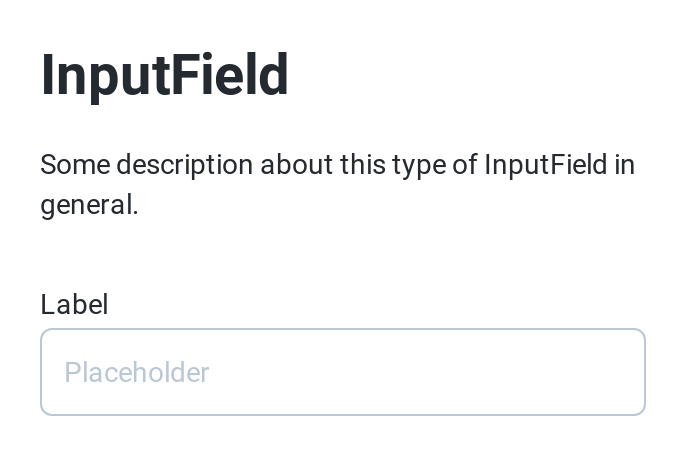 InputField
Some description about this type of InputField in
general.
Label
Placeholder